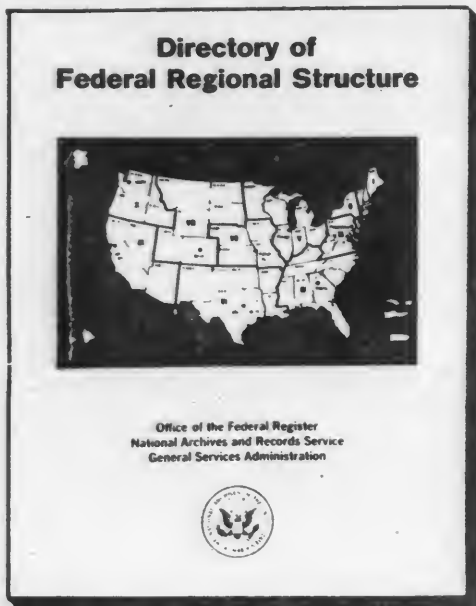 Directory of
Federal Regional Structure
Office of the Federal Register
National Archives and Records Service
General Services Administration